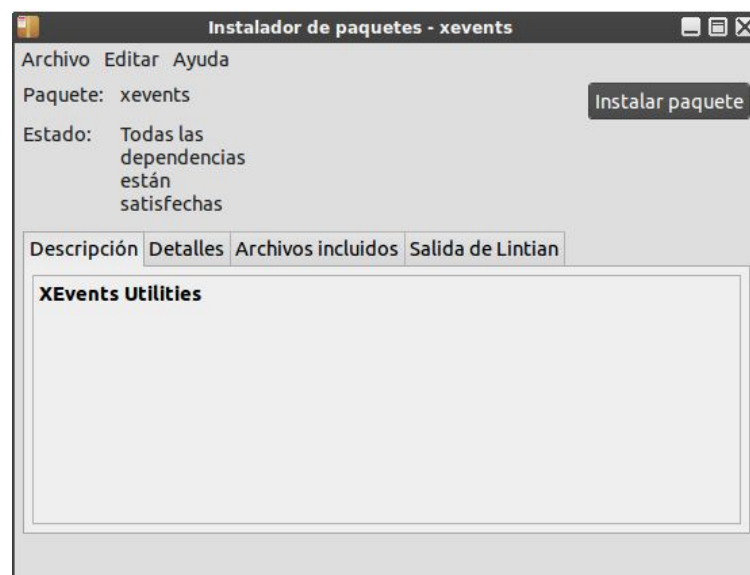 Instalador de paquetes - xevents
Archivo Editar Ayuda
Paquete: xevents
Instalar paquete
Estado: Todas las
dependencias
están
satisfechas
Descripción Detalles Archivos incluidos Salida de Lintian
XEvents Utilities